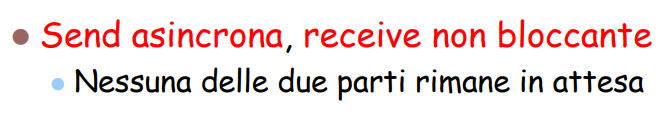 Send asincrona, receive non bloccante
Nessuna delle due parti rimane in attesa